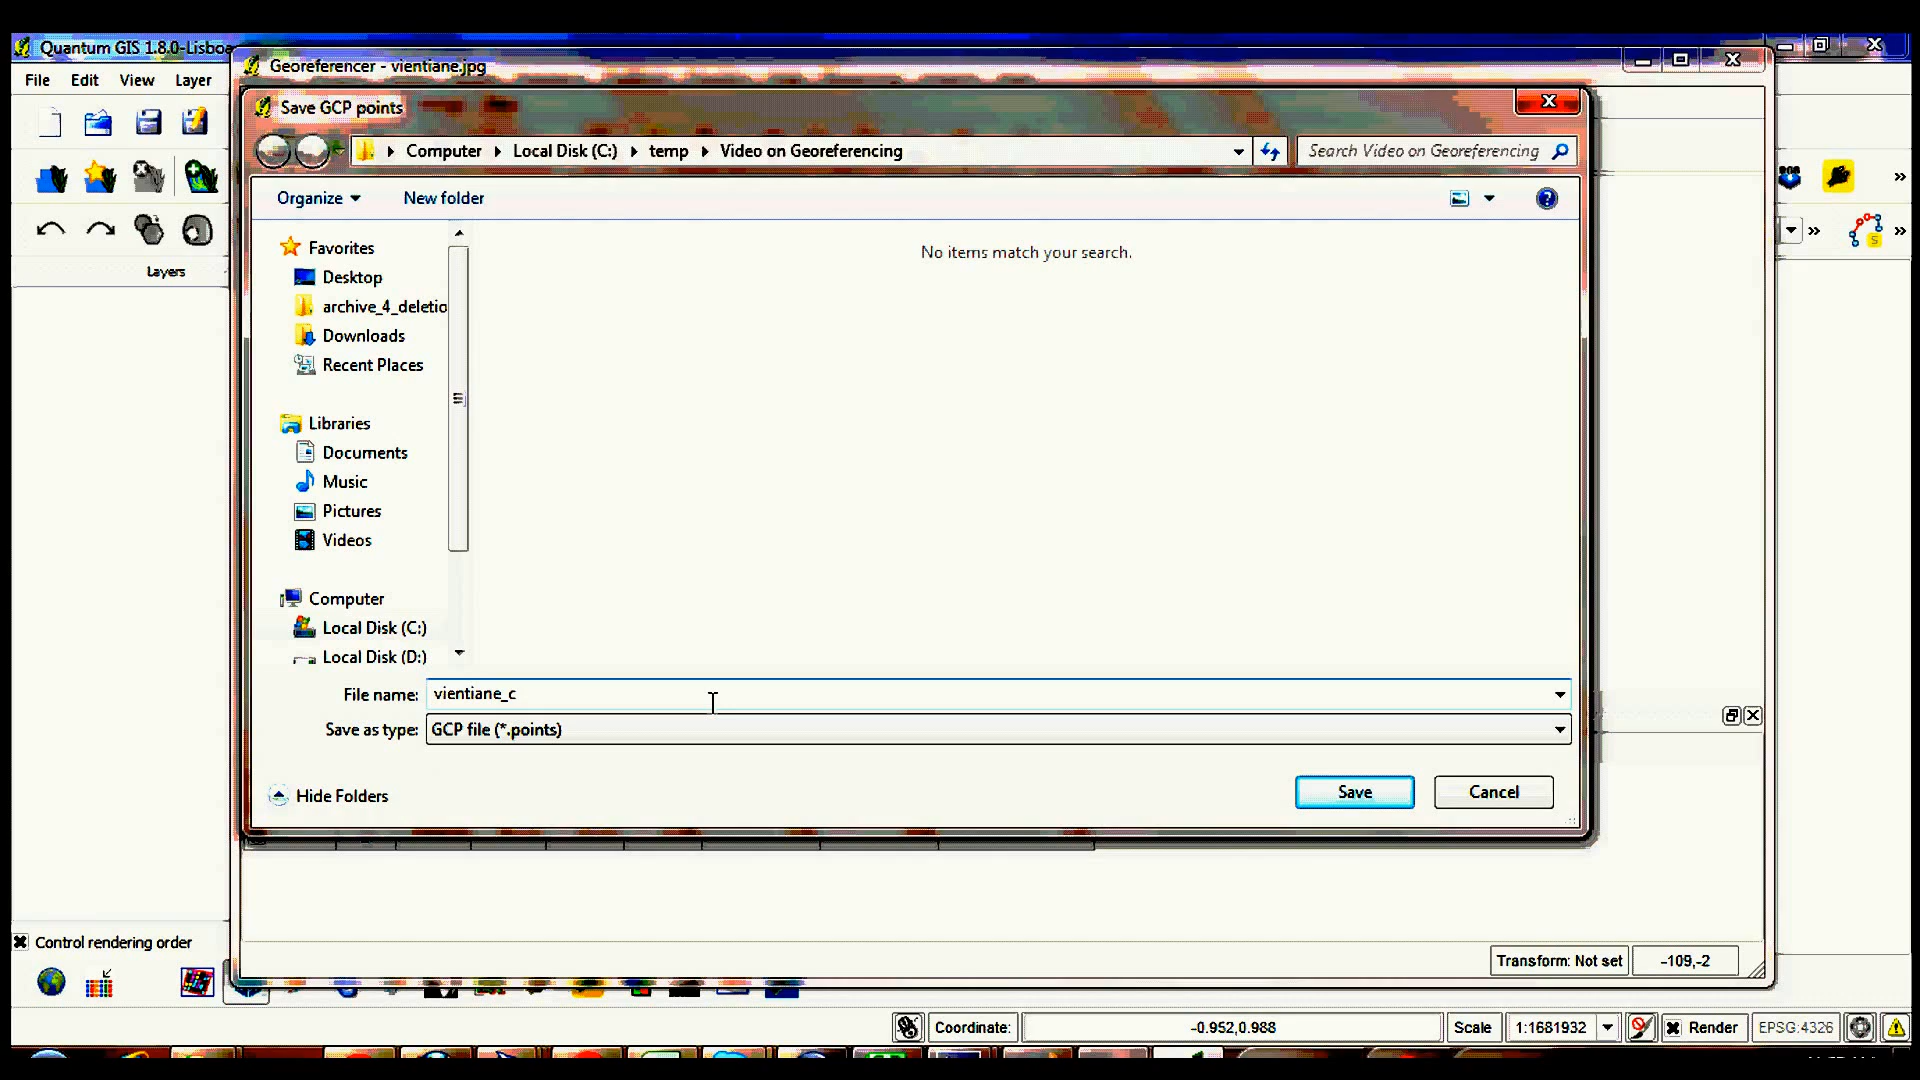 Quantum GIS 1.8.0-Lisboa
File Edit View Layer
Georeferencer - vientiane.jpg
Save GCP points
Computer Local Disk (C:) temp Video on Georeferencing
Search Video on Georeferencing
Organize New folder
Layers
No items match your search.
Favorites
Desktop
archive_4_deletio
Downloads
Recent Places
Libraries
Documents
Music
Pictures
Videos
Computer
Local Disk (C:)
Local Disk (D:)
File name: vientiane_c
Save as type: GCP file (*.points)
Hide Folders
Save Cancel
Control rendering order
Transform: Not set -109,-2
Coordinate: -0.952,0.988 Scale 1:1681932 Render EPSG:4326